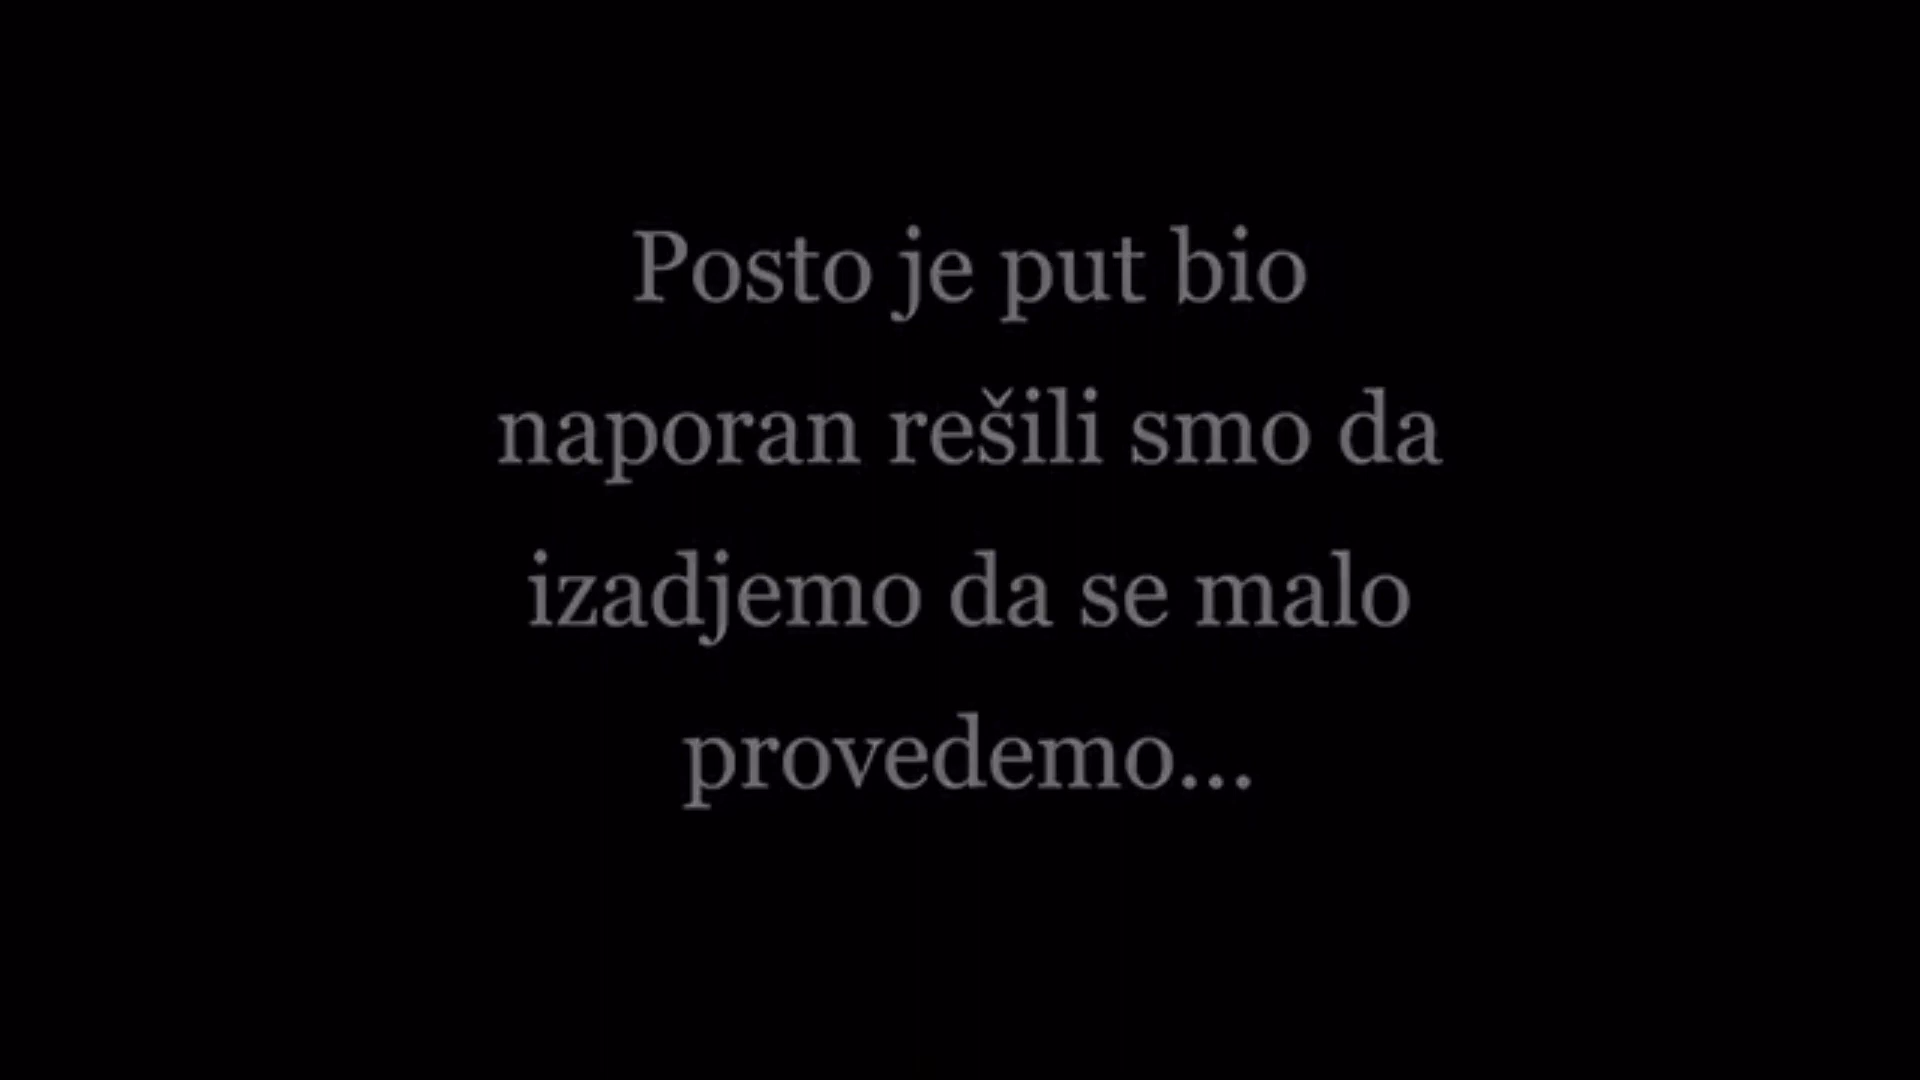 Posto je put bio
naporan rešili smo da
izadjemo da se malo
provedemo...